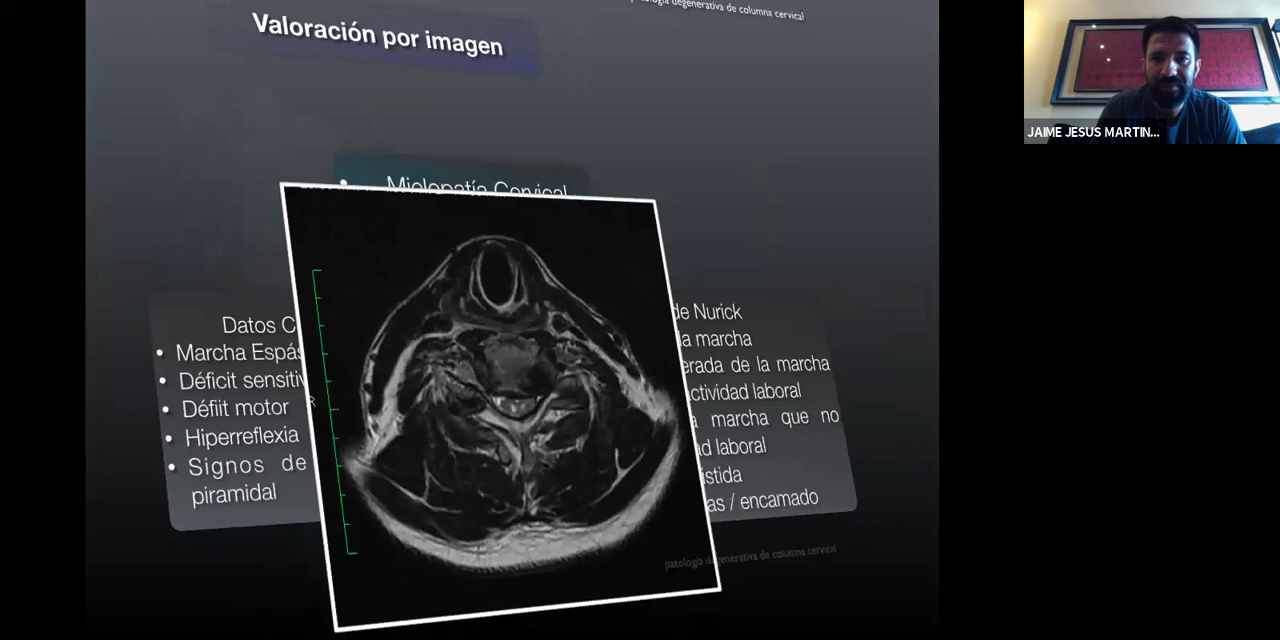 degenerativa de columna cervical
Valoración por imagen
JAIME JESUS MARTIN...
Mielopatía Cervical
Datos C
• Marcha Espás
• Déficit sensitiv
• Défiit motor
• Hiperreflexia
• Signos de
piramidal
de Nurick
la marcha
erada de la marcha
actividad laboral
a marcha que no
ad laboral
istida
as / encamado
R
patología degenerativa de columna cervical